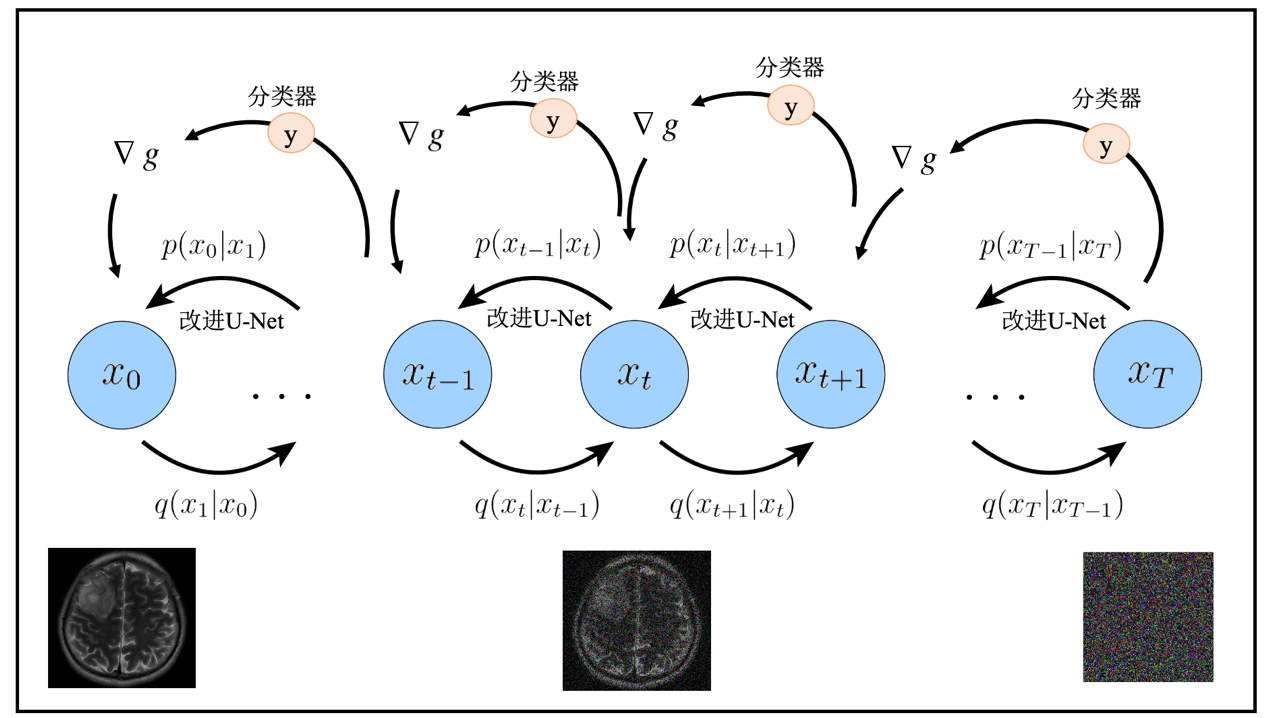 分类器 分类器 分类器 分类器
y y y y
∇ g ∇ g ∇ g ∇ g
p(x_0|x_1) p(x_{t-1}|x_t) p(x_t|x_{t+1}) p(x_{T-1}|x_T)
改进U-Net 改进U-Net 改进U-Net 改进U-Net
x_0 . . . x_{t-1} x_t x_{t+1} . . . x_T
q(x_1|x_0) q(x_t|x_{t-1}) q(x_{t+1}|x_t) q(x_T|x_{T-1})